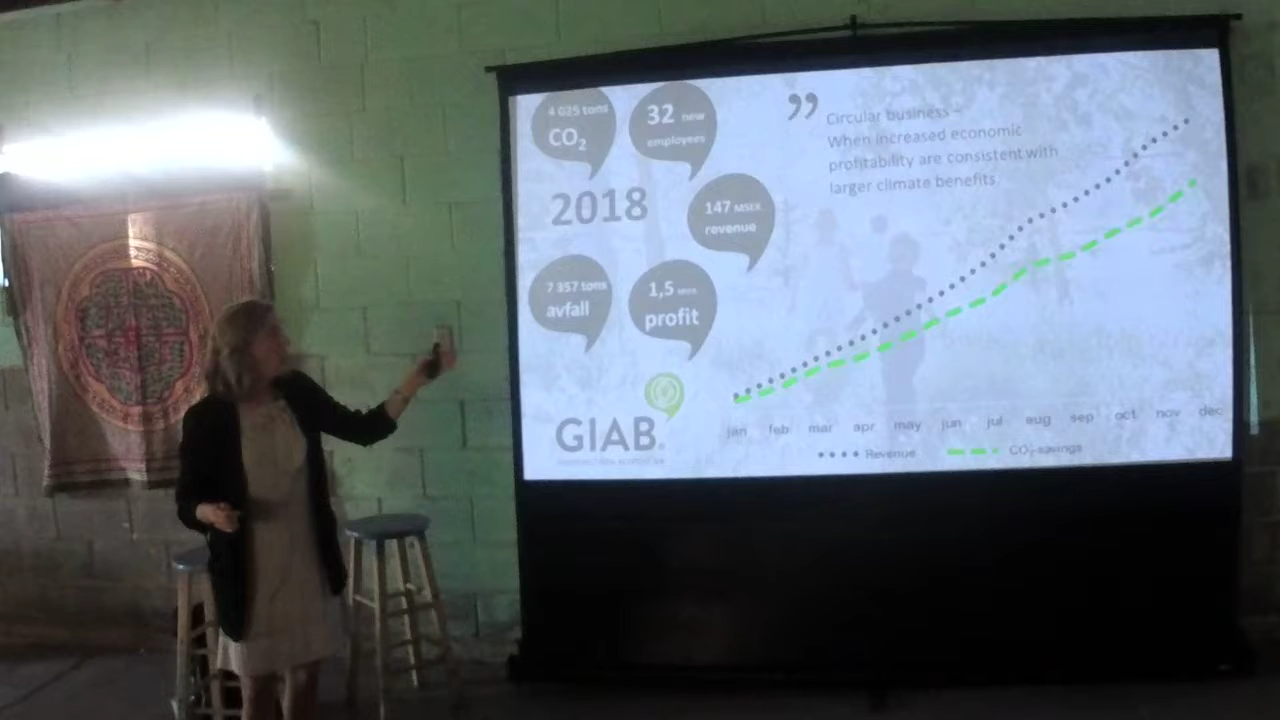 4 025 tons
CO2
32 new
employees
2018
147 MSEK
revenue
7 357 tons
avfall
1,5
profit
GIAB
”
Circular business –
When increased economic
profitability are consistent with
larger climate benefits
jan feb mar apr may jun jul aug sep oct nov dec
Revenue CO2-savings